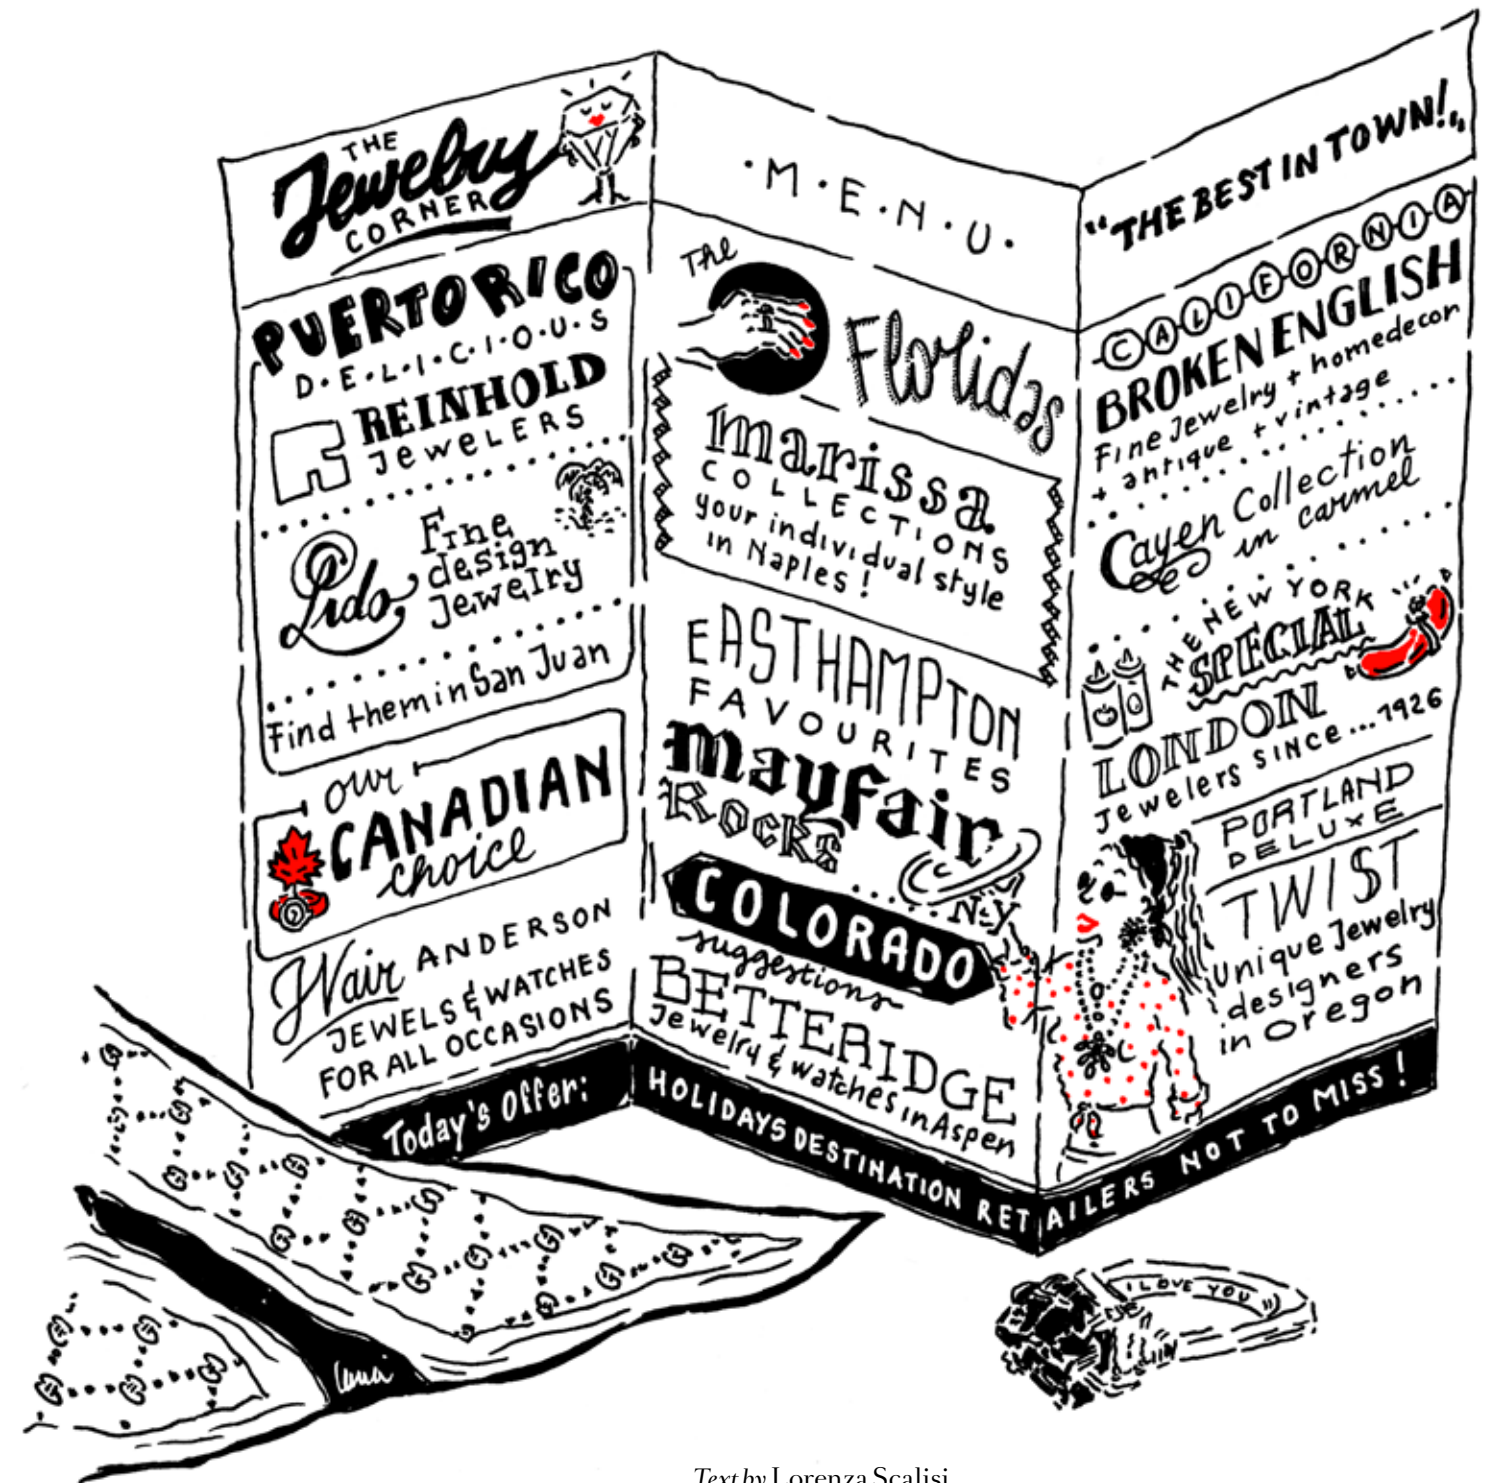 THE
Jewelry
CORNER
PUERTO RICO
D·E·L·I·C·I·O·U·S
REINHOLD
JeWeLERS
Lido
Fine
design
Jewelry
Find them in San Juan
our
CANADIAN
choice
Nair ANDERSON
JEWELS & WATCHES
FOR ALL OCCASIONS
Today's Offer:
·M·E·N·U·
The
Floridas
marissa
COLLECTIONS
your individual style
in Naples!
EASTHAMPTON
FAVOURITES
mayfair
ROCKS
N·Y
COLORADO
suggestions
BETTERIDGE
Jewelry & watches in Aspen
HOLIDAYS DESTINATION RETAILERS NOT TO MISS!
"THE BEST IN TOWN!"
CALIFORNIA
BROKEN ENGLISH
Fine Jewelry + homedecor
+ antique + vintage
Cayen Collection
in carmel
THE NEW YORK
SPECIAL
LONDON
Jewelers SINCE...1926
PORTLAND
DELUXE
TWIST
Unique Jewelry
designers
in Oregon
I LOVE YOU
Text by Lorenza Scalisi